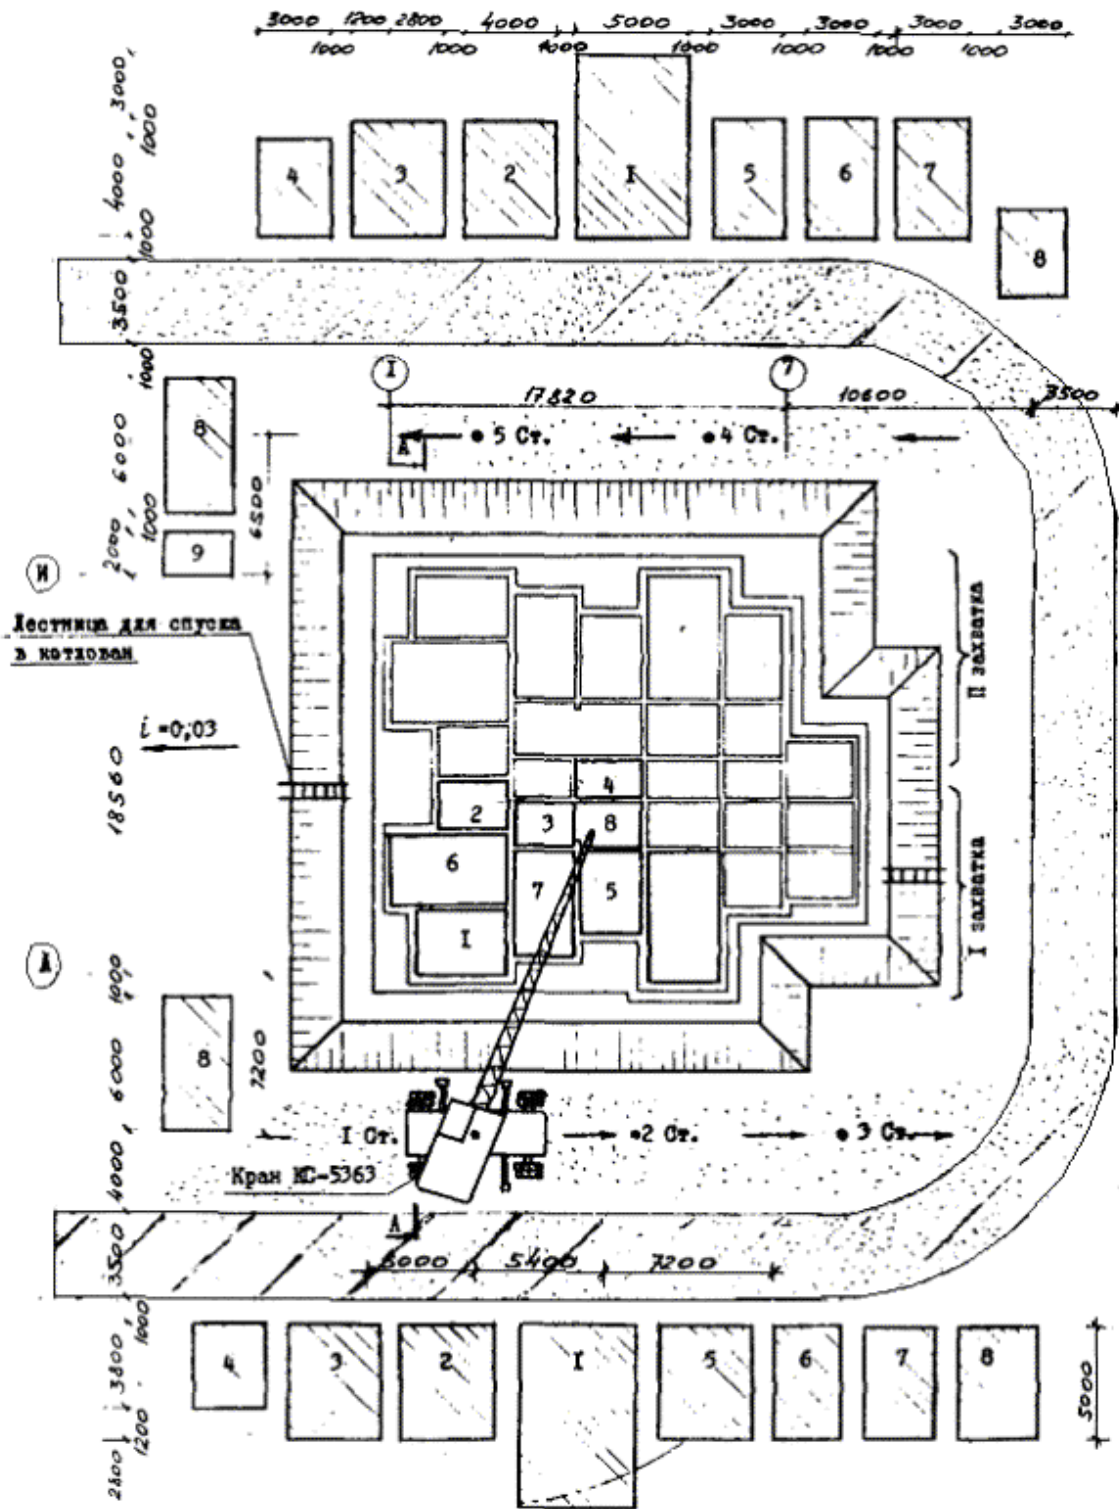 3000 1200 2800 4000 5000 3000 3000 3000 3000
1000 1000 1000 1000 1000 1000 1000
3000
1000
4000
1000
3500
1000
6000
1000
2000
4 3 2 I 5 6 7
8
I 7
17820 10600 3500
А 5 Ст. 4 Ст.
8
6500
9
И
Лестница для спуска
в котлован
II захватка
i=0,03
18560
4
2 3 8
6
7 5
I
I захватка
А
1000
8
6000
7200
I Ст. 2 Ст. 3 Ст.
Кран КС-5363
4000
А
3500
6000 5400 7200
1000
3800
1200
2800
4 3 2 I 5 6 7 8
5000